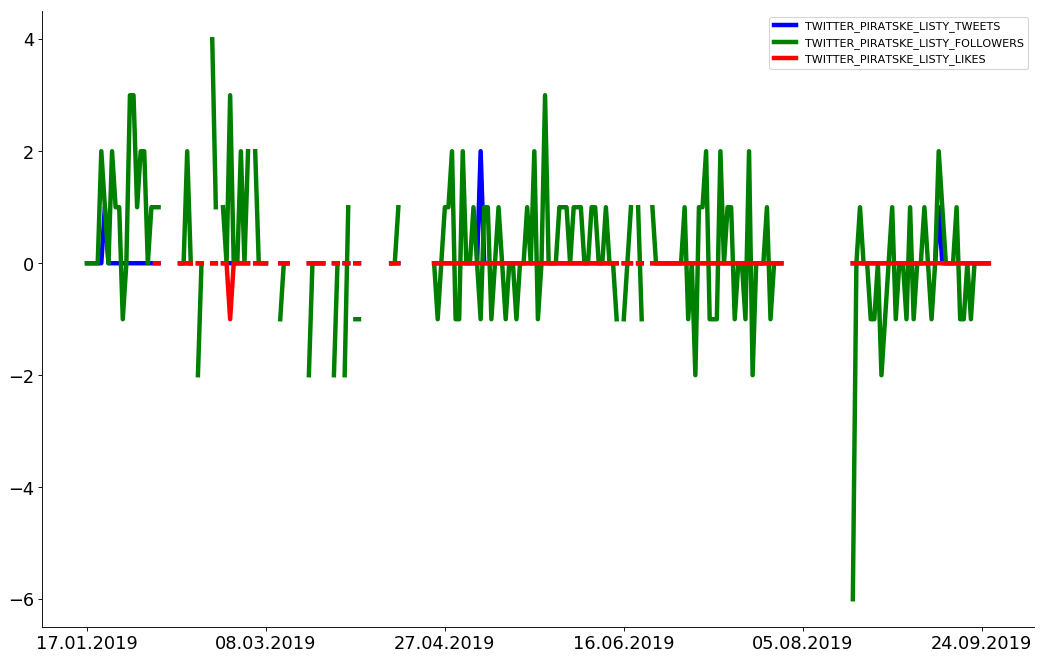 TWITTER_PIRATSKE_LISTY_TWEETS
TWITTER_PIRATSKE_LISTY_FOLLOWERS
TWITTER_PIRATSKE_LISTY_LIKES
4
2
0
−2
−4
−6
17.01.2019 08.03.2019 27.04.2019 16.06.2019 05.08.2019 24.09.2019